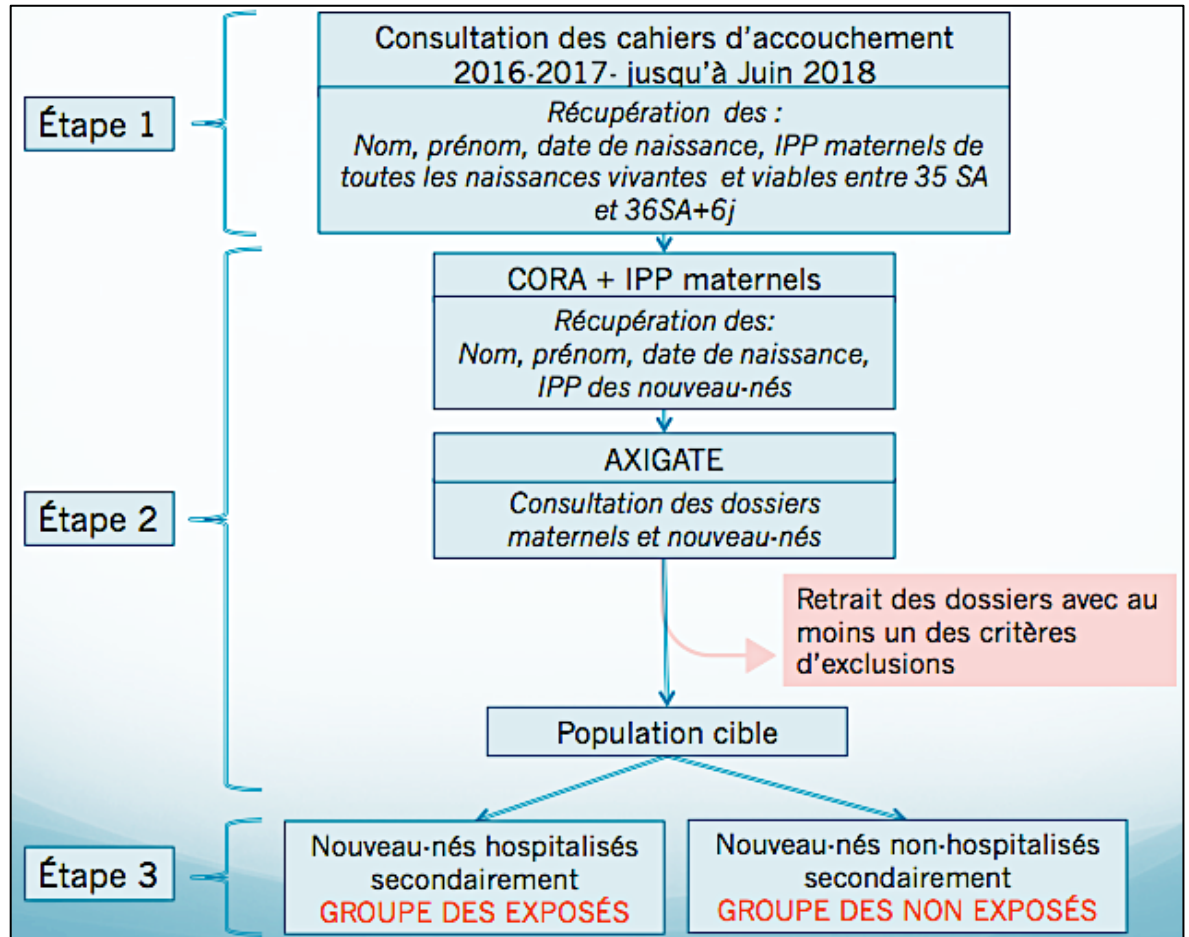 Consultation des cahiers d'accouchement
2016-2017- jusqu'à Juin 2018
Étape 1
Récupération des :
Nom, prénom, date de naissance, IPP maternels de
toutes les naissances vivantes et viables entre 35 SA
et 36SA+6j
CORA + IPP maternels
Récupération des:
Nom, prénom, date de naissance,
IPP des nouveau-nés
AXIGATE
Étape 2
Consultation des dossiers
maternels et nouveau-nés
Retrait des dossiers avec au
moins un des critères
d'exclusions
Population cible
Étape 3
Nouveau-nés hospitalisés
secondairement
GROUPE DES EXPOSÉS
Nouveau-nés non-hospitalisés
secondairement
GROUPE DES NON EXPOSÉS